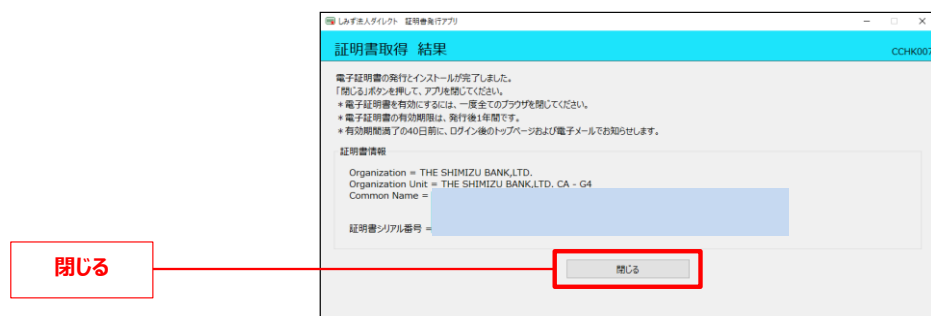 しみず法人ダイレクト 証明書発行アプリ
証明書取得 結果
CCHK007
電子証明書の発行とインストールが完了しました。
「閉じる」ボタンを押して、アプリを閉じてください。
＊電子証明書を有効にするには、一度全てのブラウザを閉じてください。
＊電子証明書の有効期限は、発行後1年間です。
＊有効期間満了の40日前に、ログイン後のトップページおよび電子メールでお知らせします。
証明書情報
Organization = THE SHIMIZU BANK,LTD.
Organization Unit = THE SHIMIZU BANK,LTD. CA - G4
Common Name =
証明書シリアル番号 =
閉じる
閉じる